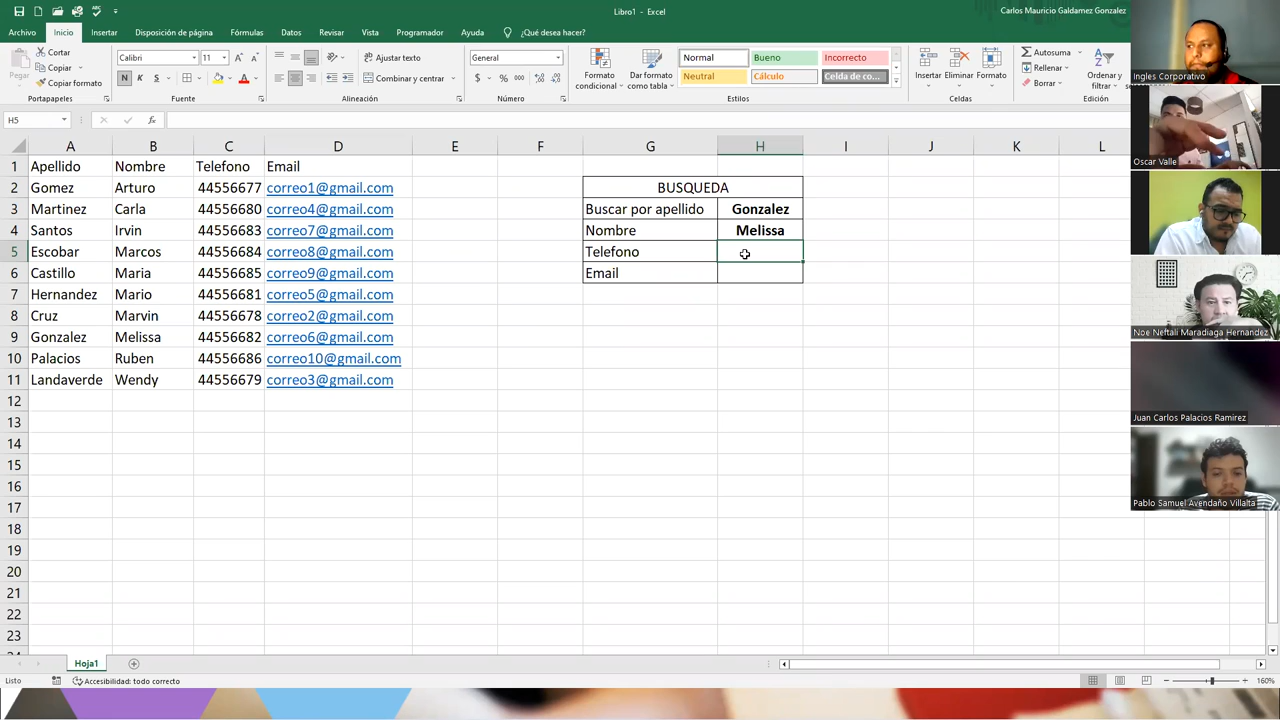 Libro1 - Excel
Carlos Mauricio Galdamez Gonzalez
Archivo Inicio Insertar Disposición de página Fórmulas Datos Revisar Vista Programador Ayuda ¿Qué desea hacer?
Pegar
Cortar
Copiar
Copiar formato
Portapapeles
Calibri 11
N K S
Fuente
Ajustar texto
Combinar y centrar
Alineación
General
$ % 000
Número
Formato condicional
Dar formato como tabla
Normal Bueno Incorrecto
Neutral Cálculo Celda de co...
Estilos
Insertar Eliminar Formato
Celdas
Autosuma
Rellenar
Borrar
Ordenar y filtrar
Edición
H5
fx
A B C D E F G H I J K L
1 Apellido Nombre Telefono Email
2 Gomez Arturo 44556677 correo1@gmail.com BUSQUEDA
3 Martinez Carla 44556680 correo4@gmail.com Buscar por apellido Gonzalez
4 Santos Irvin 44556683 correo7@gmail.com Nombre Melissa
5 Escobar Marcos 44556684 correo8@gmail.com Telefono
6 Castillo Maria 44556685 correo9@gmail.com Email
7 Hernandez Mario 44556681 correo5@gmail.com
8 Cruz Marvin 44556678 correo2@gmail.com
9 Gonzalez Melissa 44556682 correo6@gmail.com
10 Palacios Ruben 44556686 correo10@gmail.com
11 Landaverde Wendy 44556679 correo3@gmail.com
12
13
14
15
16
17
18
19
20
21
22
23
Hoja1
Listo
Accesibilidad: todo correcto
160%
Ingles Corporativo
Oscar Valle
Noe Neftali Maradiaga Hernandez
Juan Carlos Palacios Ramirez
Pablo Samuel Avendaño Villalta